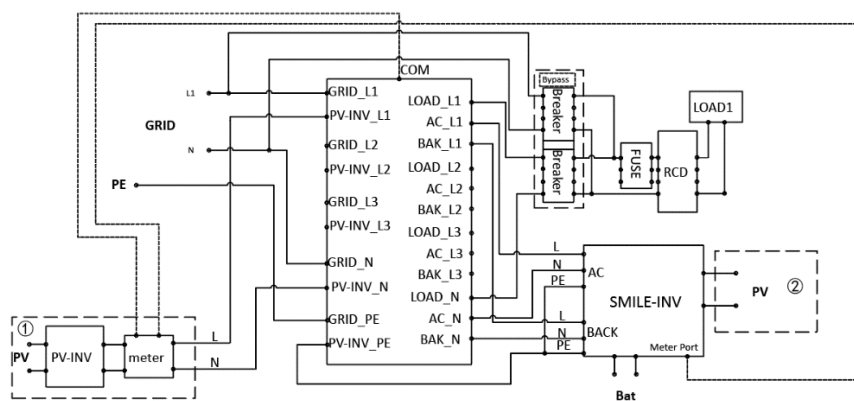 COM
Bypass
L1
GRID_L1
LOAD_L1
Breaker
LOAD1
GRID
PV-INV_L1
AC_L1
N
GRID_L2
BAK_L1
Breaker
FUSE
RCD
PV-INV_L2
LOAD_L2
PE
AC_L2
GRID_L3
BAK_L2
PV-INV_L3
LOAD_L3
AC_L3
L
GRID_N
BAK_L3
N
AC
PE
PV-INV_N
LOAD_N
SMILE-INV
PV
②
①
GRID_PE
AC_N
L
BACK
L
PV-INV_PE
BAK_N
N
PE
Meter Port
PV
PV-INV
meter
N
Bat